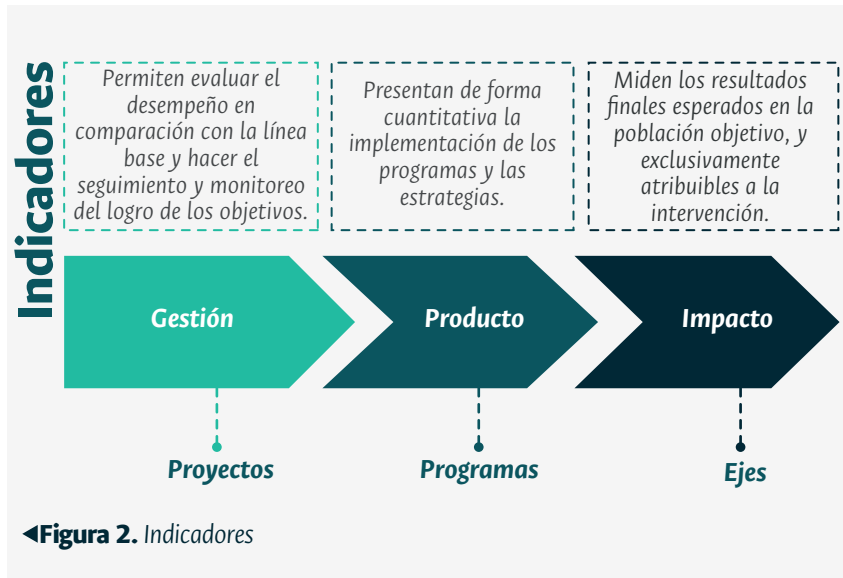 Indicadores
Permiten evaluar el
desempeño en
comparación con la línea
base y hacer el
seguimiento y monitoreo
del logro de los objetivos.
Presentan de forma
cuantitativa la
implementación de los
programas y las
estrategias.
Miden los resultados
finales esperados en la
población objetivo, y
exclusivamente
atribuibles a la
intervención.
Gestión
Producto
Impacto
Proyectos
Programas
Ejes
◀Figura 2. Indicadores